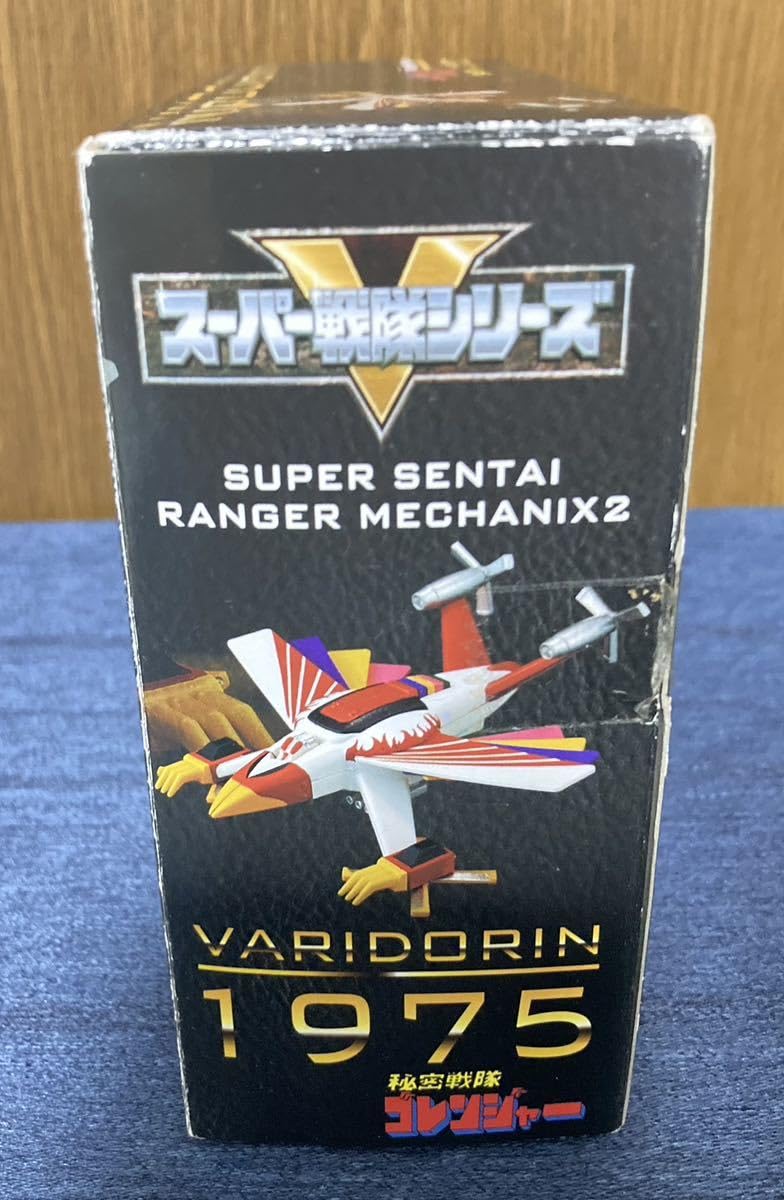 スーパー戦隊シリーズ
SUPER SENTAI
RANGER MECHANIX2
VARIDORIN
1975
秘密戦隊
ゴレンジャー